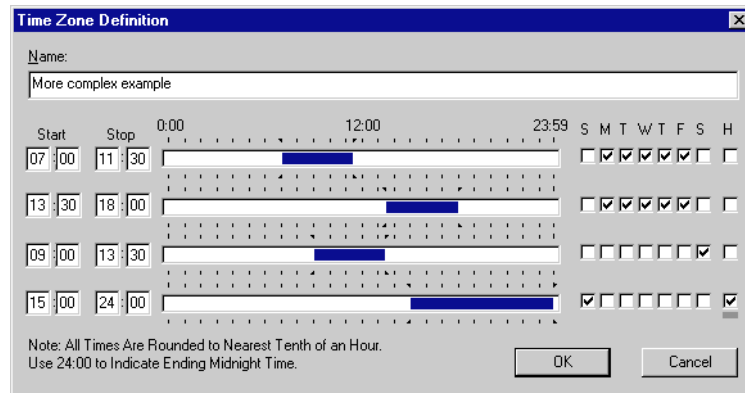 Time Zone Definition
Name:
More complex example
Start Stop 0:00 12:00 23:59 S M T W T F S H
07:00 11:30
13:30 18:00
09:00 13:30
15:00 24:00
Note: All Times Are Rounded to Nearest Tenth of an Hour.
Use 24:00 to Indicate Ending Midnight Time.
OK Cancel